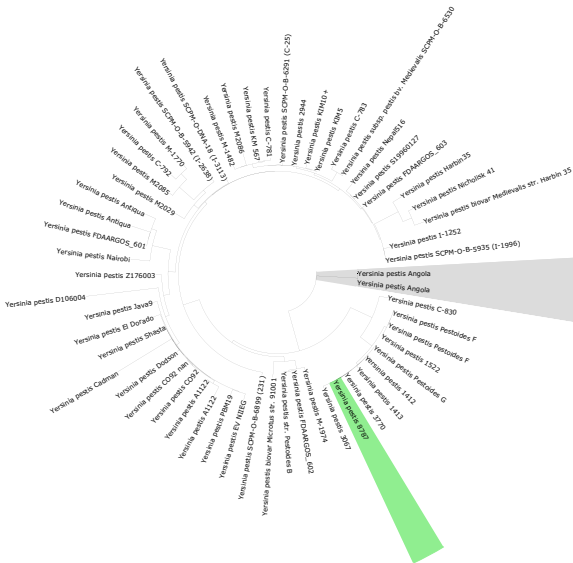 Yersinia pestis SCPM-O-B-6291 (C-25)
Yersinia pestis 2944
Yersinia pestis KIM10+
Yersinia pestis KIM5
Yersinia pestis C-783
Yersinia pestis subsp. pestis bv. Medievalis SCPM-O-B-6530
Yersinia pestis Nepal516
Yersinia pestis S19960127
Yersinia pestis FDAARGOS_603
Yersinia pestis Harbin35
Yersinia pestis Nicholisk 41
Yersinia pestis biovar Medievalis str. Harbin 35
Yersinia pestis I-1252
Yersinia pestis SCPM-O-B-5935 (I-1996)
Yersinia pestis Angola
Yersinia pestis Angola
Yersinia pestis C-830
Yersinia pestis Pestoides F
Yersinia pestis Pestoides F
Yersinia pestis 1522
Yersinia pestis Pestoides G
Yersinia pestis 1412
Yersinia pestis 1413
Yersinia pestis 3770
Yersinia pestis 8787
Yersinia pestis 3067
Yersinia pestis M-1974
Yersinia pestis FDAARGOS_602
Yersinia pestis str. Pestoides B
Yersinia pestis biovar Microtus str. 91001
Yersinia pestis SCPM-O-B-6899 (231)
Yersinia pestis EV NIIEG
Yersinia pestis PBM19
Yersinia pestis A1122
Yersinia pestis A1122
Yersinia pestis CO92
Yersinia pestis CO92 nan
Yersinia pestis Dodson
Yersinia pestis Cadman
Yersinia pestis Shasta
Yersinia pestis El Dorado
Yersinia pestis Java9
Yersinia pestis D106004
Yersinia pestis Z176003
Yersinia pestis Nairobi
Yersinia pestis FDAARGOS_601
Yersinia pestis Antiqua
Yersinia pestis Antiqua
Yersinia pestis M2029
Yersinia pestis M2085
Yersinia pestis C-792
Yersinia pestis M-1770
Yersinia pestis SCPM-O-B-5942 (I-2638)
Yersinia pestis SCPM-O-DNA-18 (I-3113)
Yersinia pestis M-1482
Yersinia pestis M2086
Yersinia pestis KM 567
Yersinia pestis C-781